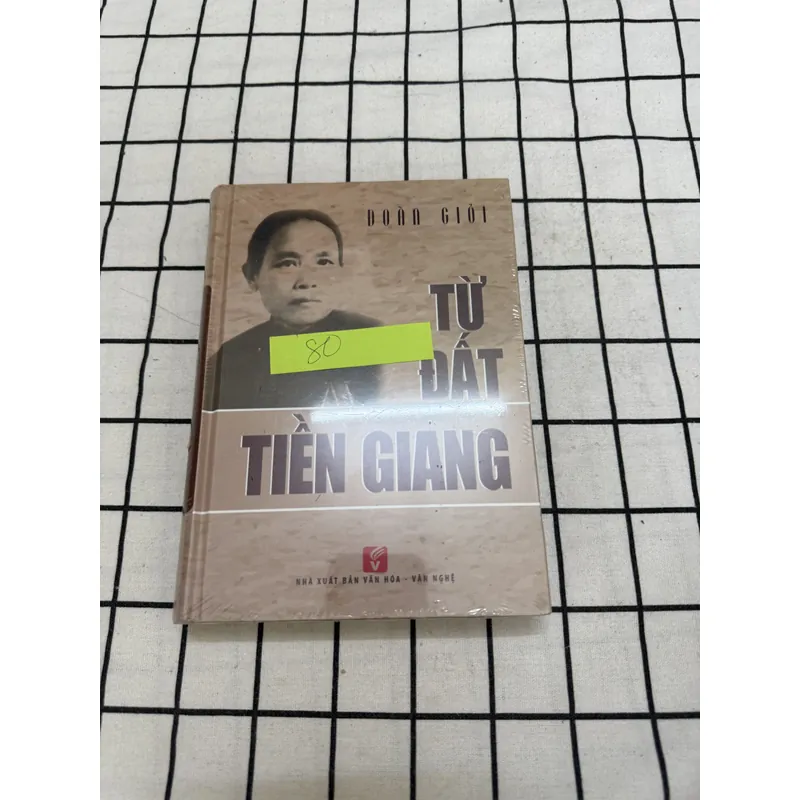 ĐOÀN GIỎI
TỪ
ĐẤT
TIỀN GIANG
80
V
NHÀ XUẤT BẢN VĂN HÓA - VĂN NGHỆ